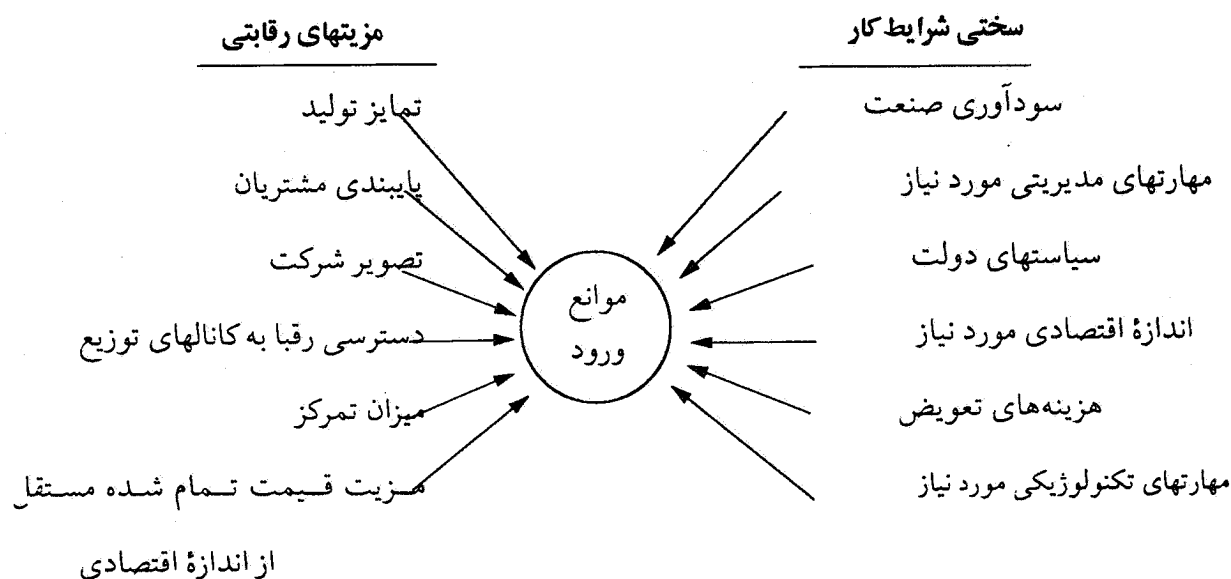 سختی شرایط کار
سودآوری صنعت
مهارتهای مدیریتی مورد نیاز
سیاستهای دولت
اندازهٔ اقتصادی مورد نیاز
هزینه‌های تعویض
مهارتهای تکنولوژیکی مورد نیاز
موانع
ورود
مزیتهای رقابتی
تمایز تولید
پایبندی مشتریان
تصویر شرکت
دسترسی رقبا به کانالهای توزیع
میزان تمرکز
مزیت قیمت تمام شده مستقل
از اندازهٔ اقتصادی